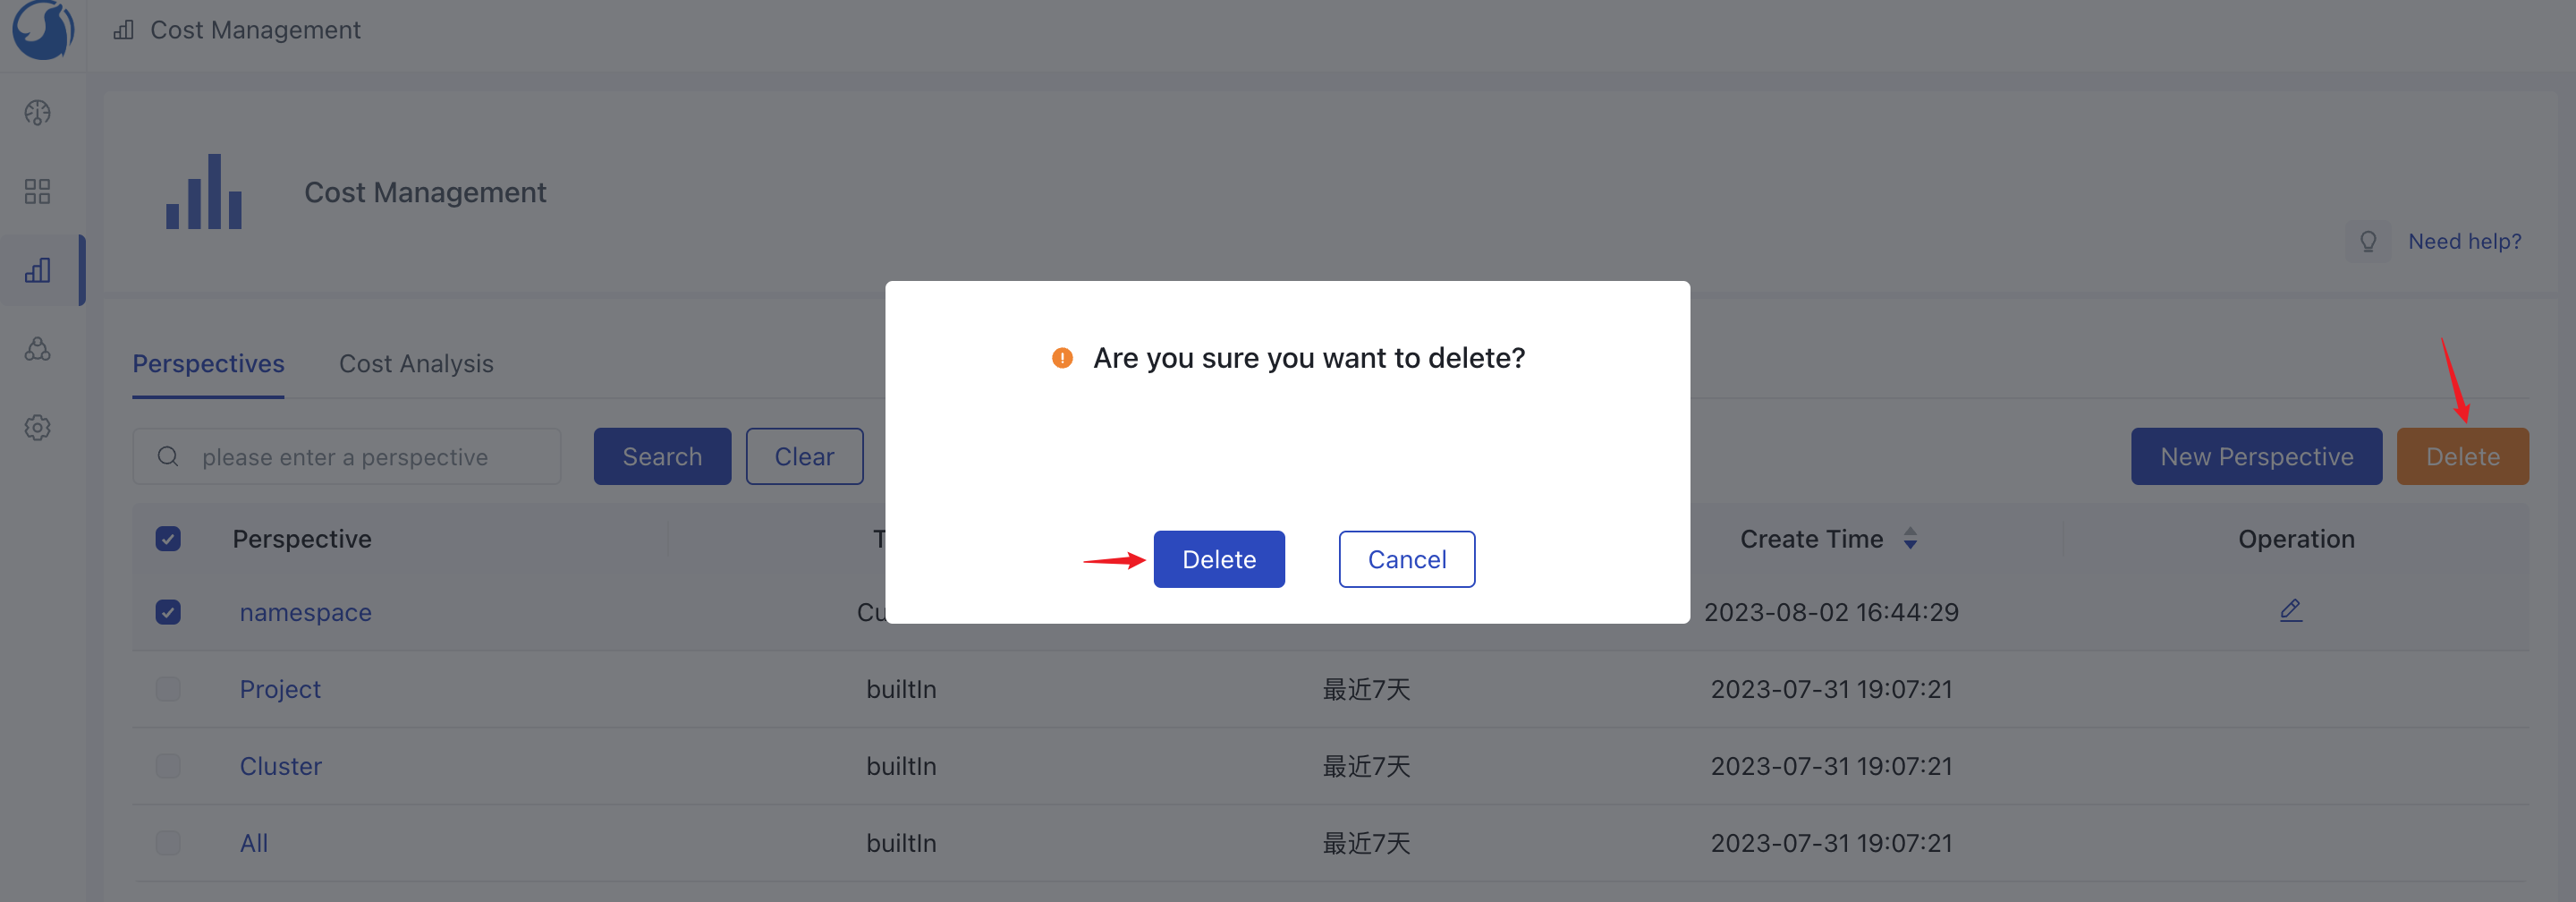 Cost Management
Cost Management
Need help?
Are you sure you want to delete?
Perspectives Cost Analysis
please enter a perspective Search Clear New Perspective Delete
Delete Cancel
Perspective Create Time Operation
namespace 2023-08-02 16:44:29
Project builtIn 最近7天 2023-07-31 19:07:21
Cluster builtIn 最近7天 2023-07-31 19:07:21
All builtIn 最近7天 2023-07-31 19:07:21